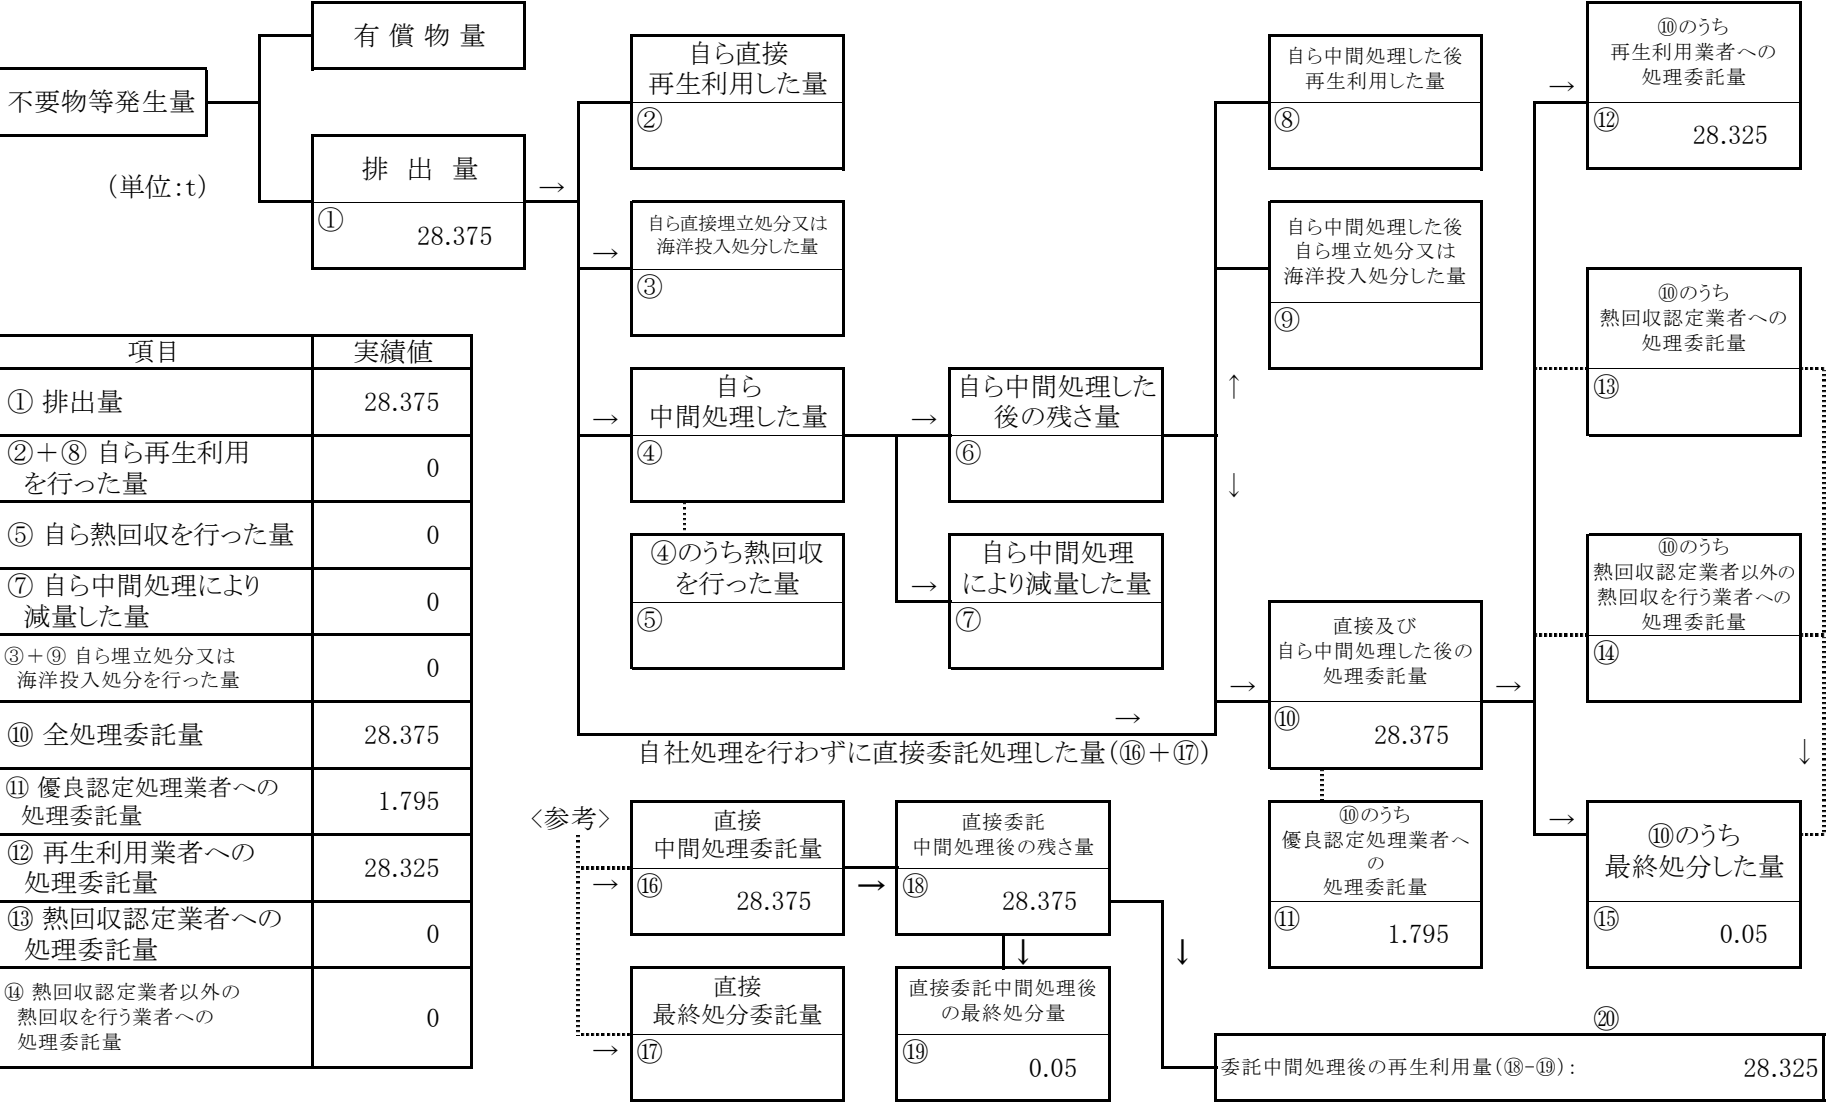 有 償 物 量
不要物等発生量
(単位:t)
排 出 量
①
28.375
→
自ら直接
再生利用した量
②
→
自ら直接埋立処分又は
海洋投入処分した量
③
→
自ら
中間処理した量
④
④のうち熱回収
を行った量
⑤
→
自ら中間処理した
後の残さ量
⑥
→
自ら中間処理
により減量した量
⑦
自ら中間処理した後
再生利用した量
⑧
自ら中間処理した後
自ら埋立処分又は
海洋投入処分した量
⑨
↑
↓
→
直接及び
自ら中間処理した後の
処理委託量
⑩
28.375
→
⑩のうち
優良認定処理業者へ
の
処理委託量
⑪
1.795
→
⑩のうち
再生利用業者への
処理委託量
⑫
28.325
⑩のうち
熱回収認定業者への
処理委託量
⑬
⑩のうち
熱回収認定業者以外の
熱回収を行う業者への
処理委託量
⑭
↓
→
⑩のうち
最終処分した量
⑮
0.05
→
自社処理を行わずに直接委託処理した量(⑯+⑰)
<参考>
→
直接
中間処理委託量
⑯
28.375
→
直接委託
中間処理後の残さ量
⑱
28.375
↓
↓
→
直接
最終処分委託量
⑰
直接委託中間処理後
の最終処分量
⑲
0.05
⑳
委託中間処理後の再生利用量(⑱-⑲):
28.325
項目
実績値
① 排出量
28.375
②+⑧ 自ら再生利用
を行った量
0
⑤ 自ら熱回収を行った量
0
⑦ 自ら中間処理により
減量した量
0
③+⑨ 自ら埋立処分又は
海洋投入処分を行った量
0
⑩ 全処理委託量
28.375
⑪ 優良認定処理業者への
処理委託量
1.795
⑫ 再生利用業者への
処理委託量
28.325
⑬ 熱回収認定業者への
処理委託量
0
⑭ 熱回収認定業者以外の
熱回収を行う業者への
処理委託量
0